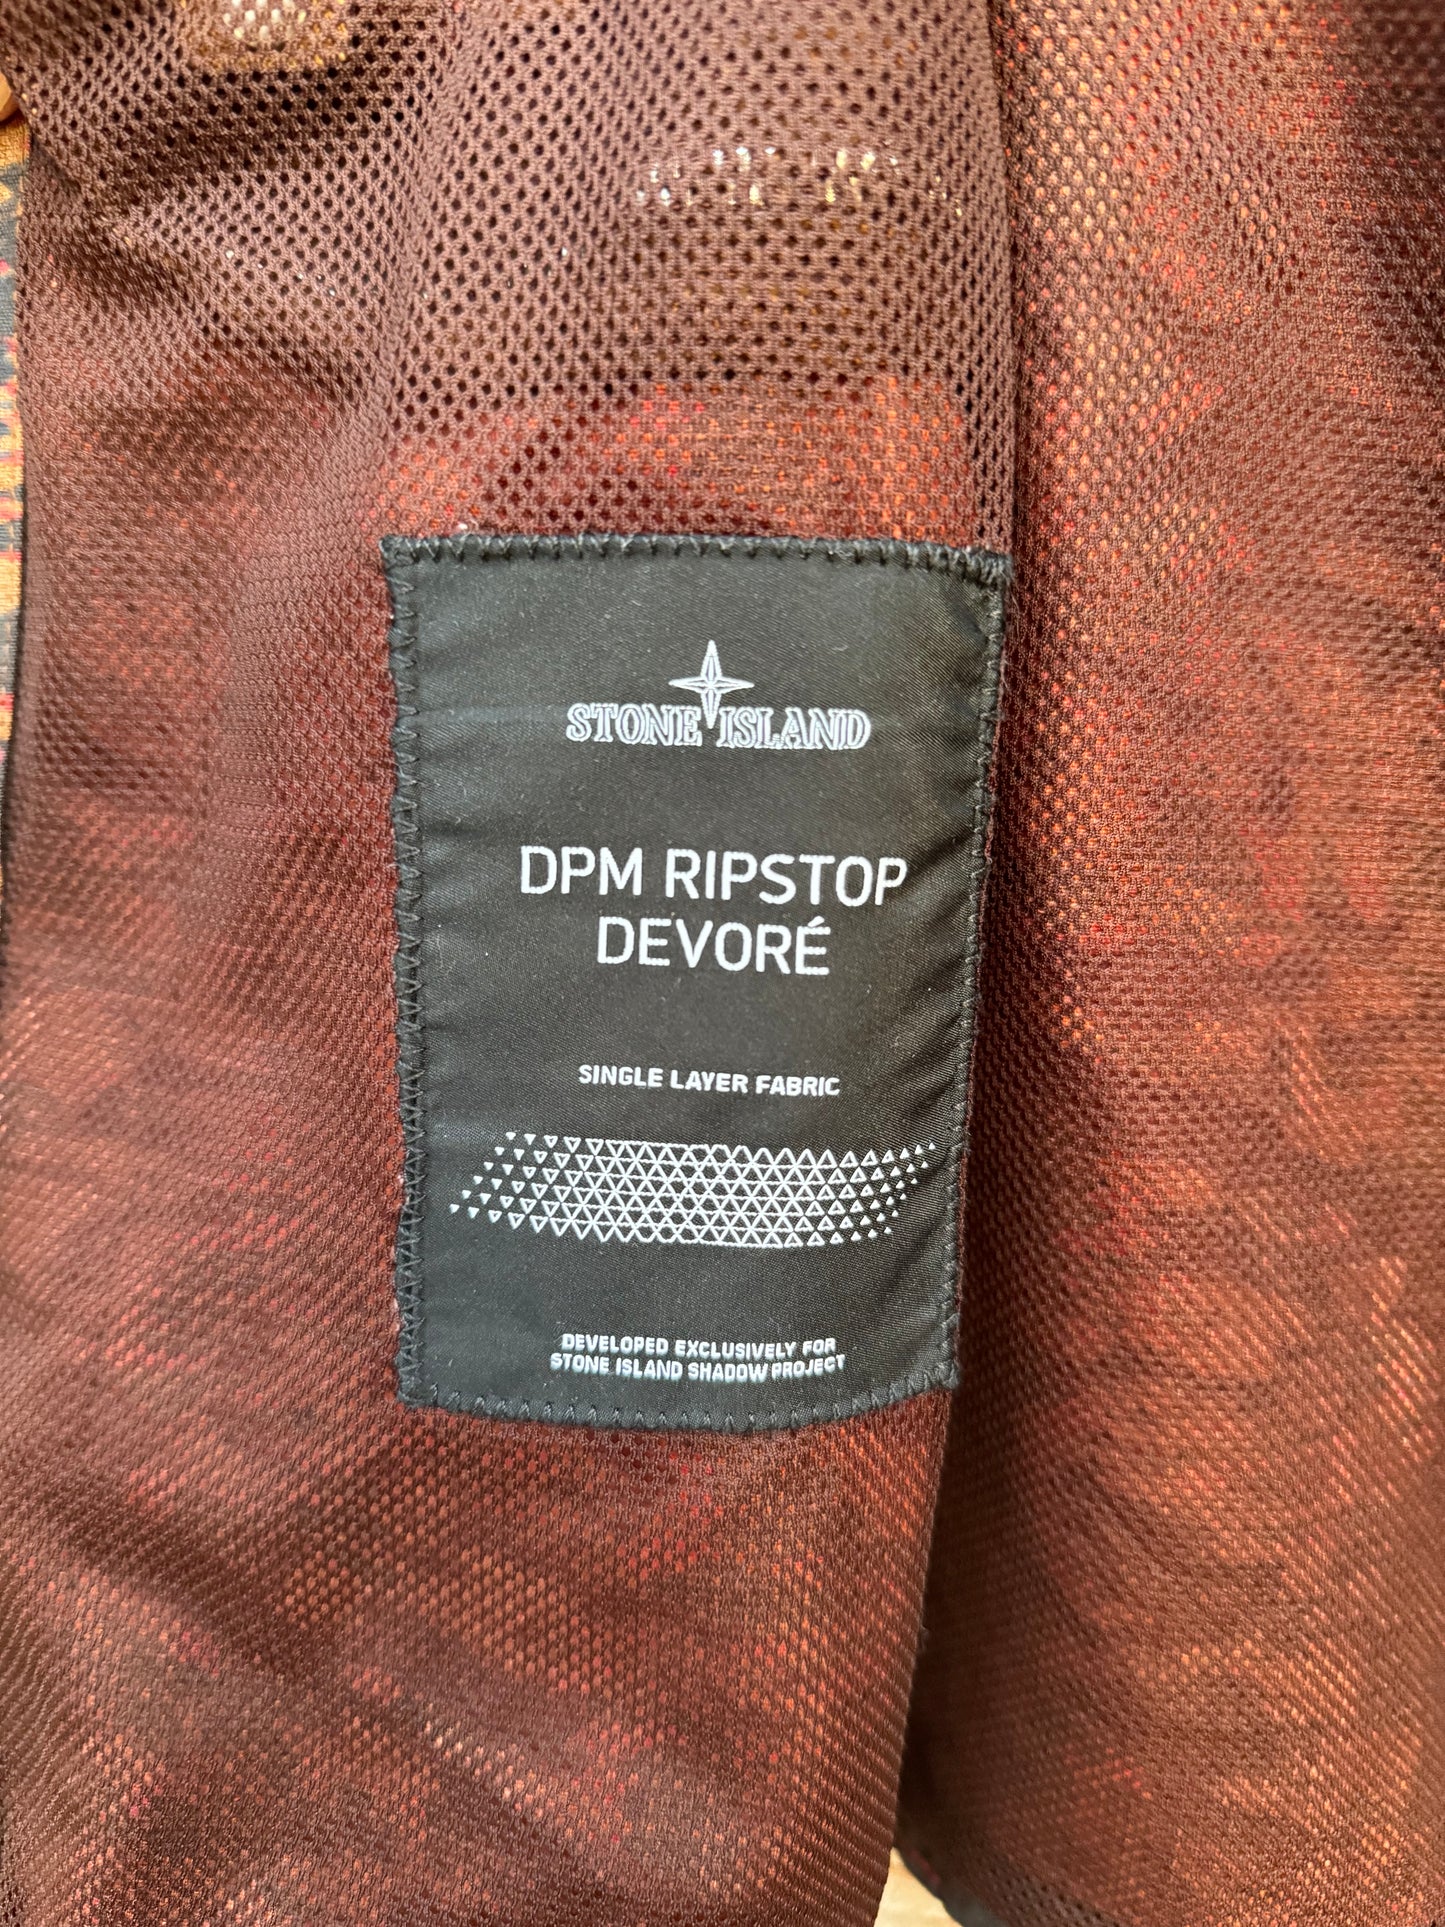 STONE ISLAND
DPM RIPSTOP
DEVORÉ
SINGLE LAYER FABRIC
DEVELOPED EXCLUSIVELY FOR
STONE ISLAND SHADOW PROJECT